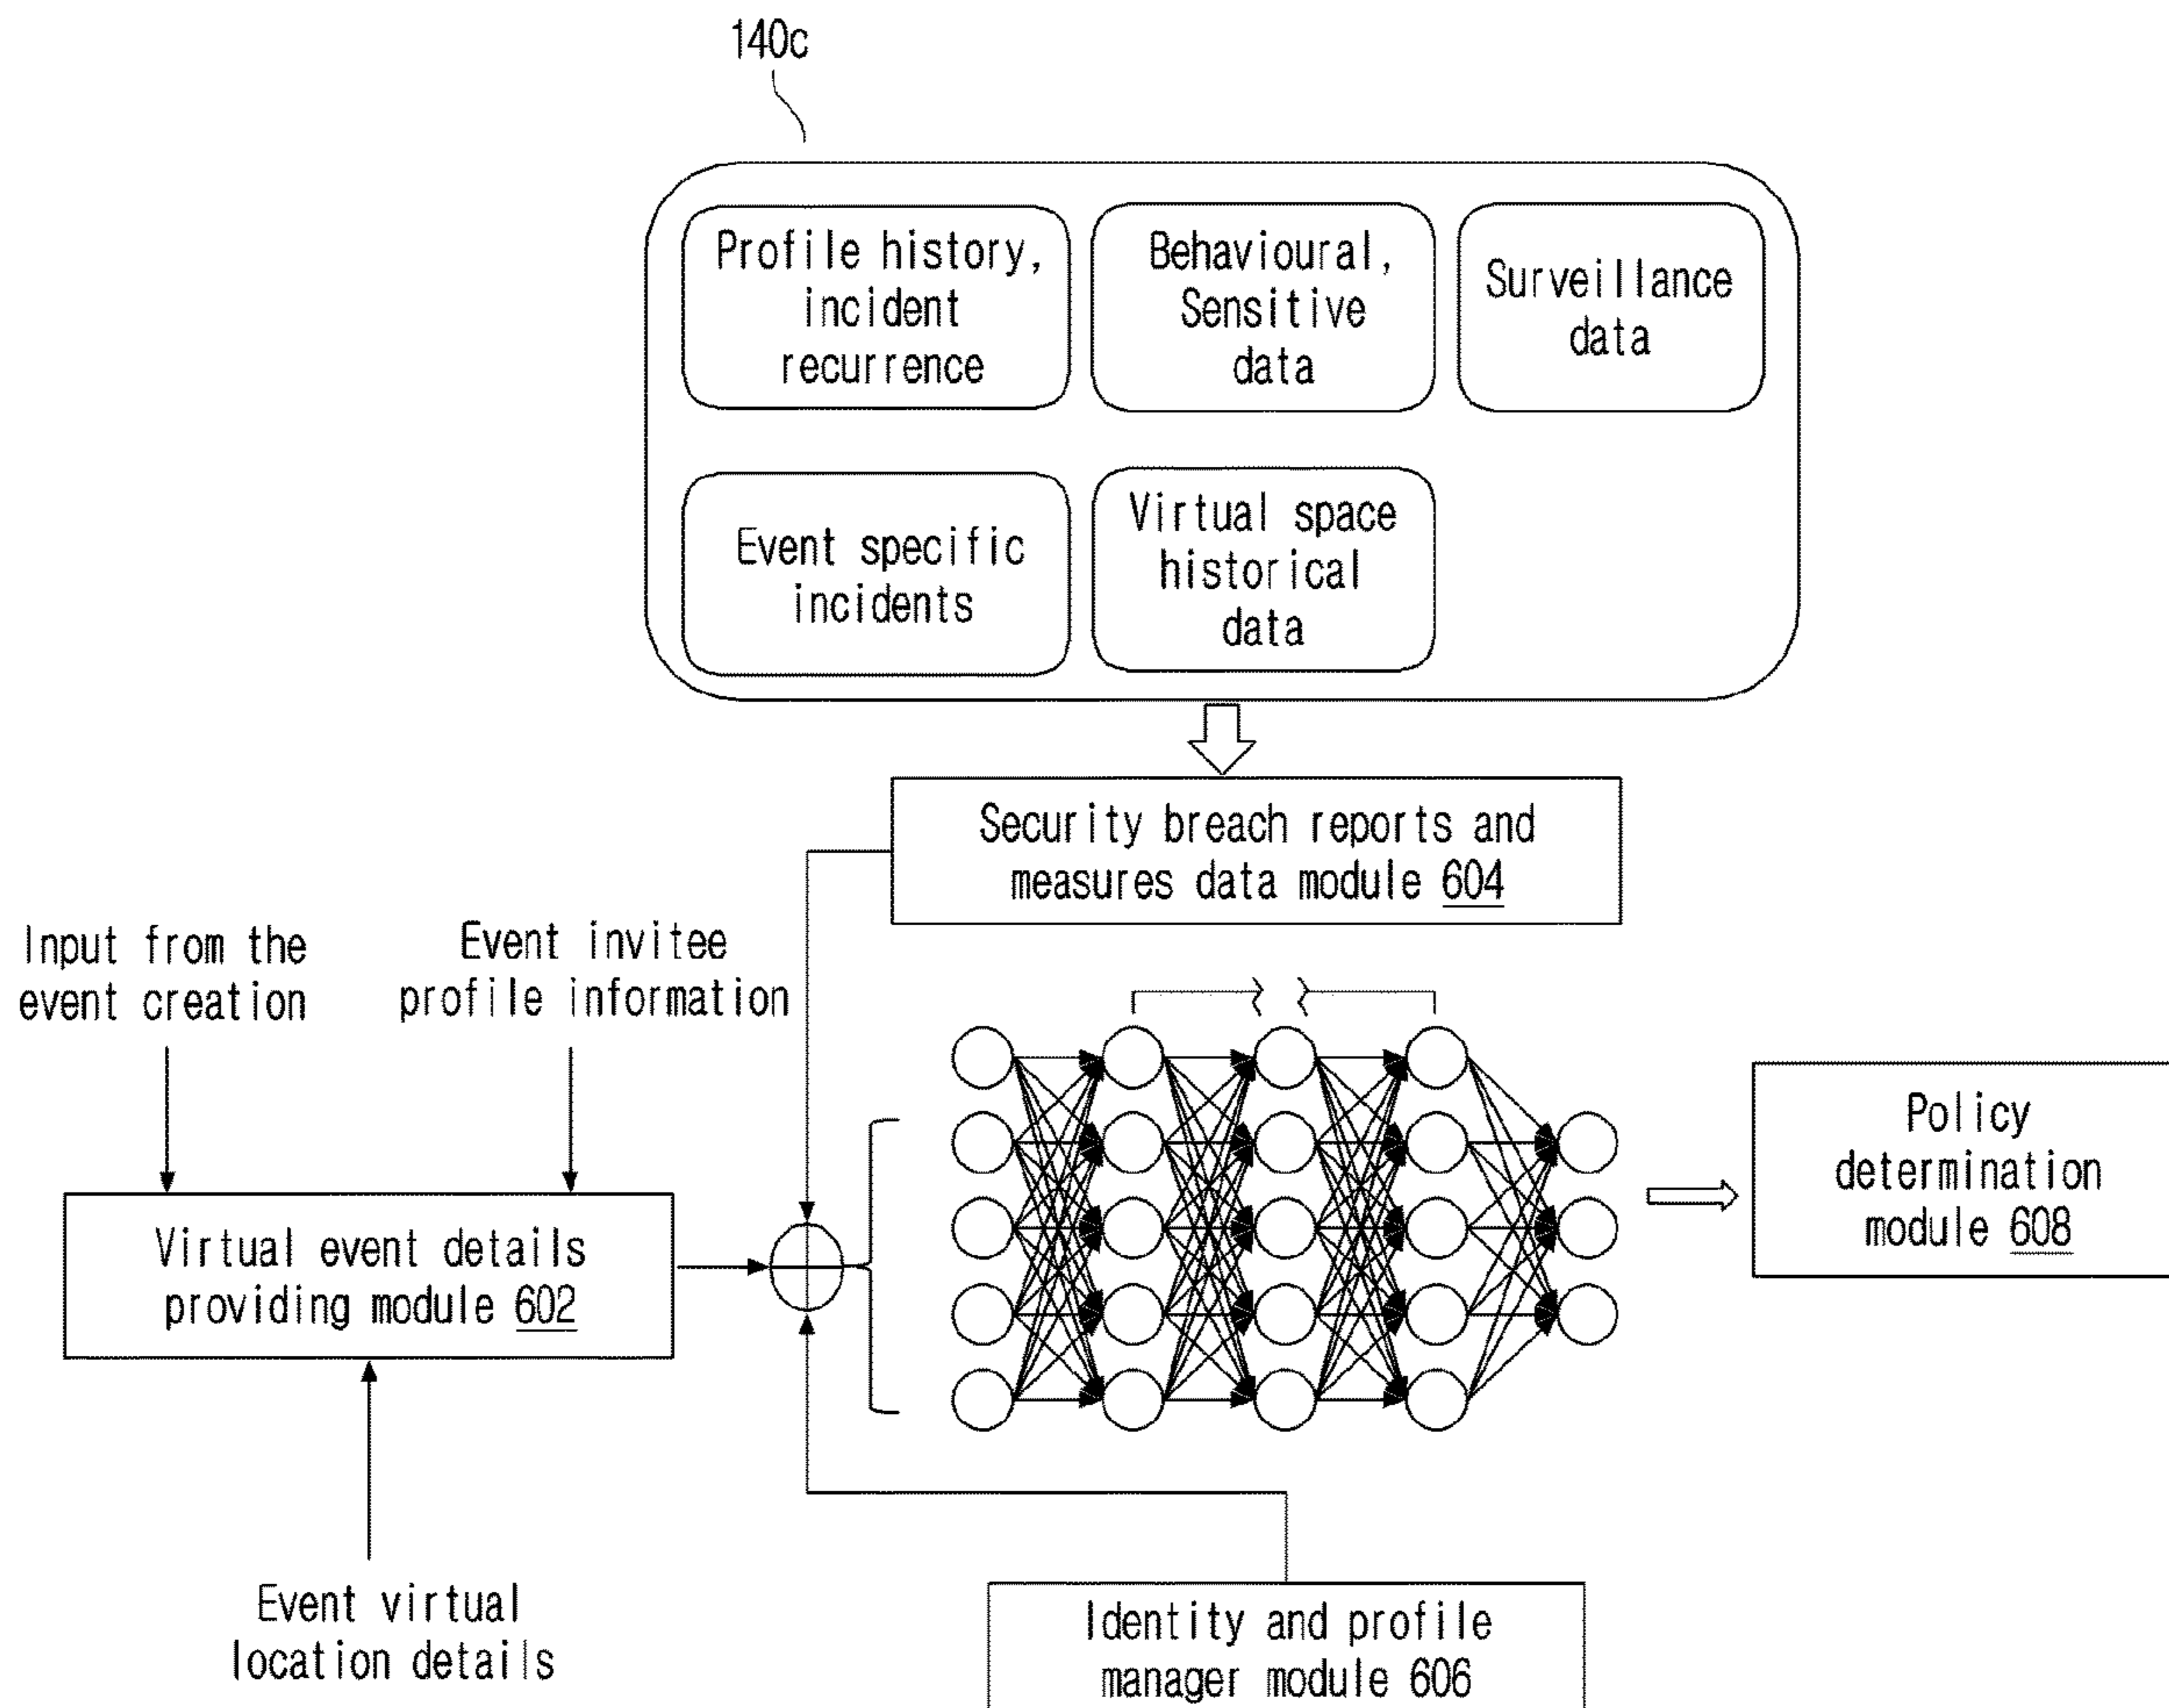 140c
Profile history,
incident
recurrence
Behavioural,
Sensitive
data
Surveillance
data
Event specific
incidents
Virtual space
historical
data
Security breach reports and
measures data module 604
Input from the
event creation
Event invitee
profile information
Virtual event details
providing module 602
Policy
determination
module 608
Event virtual
location details
Identity and profile
manager module 606